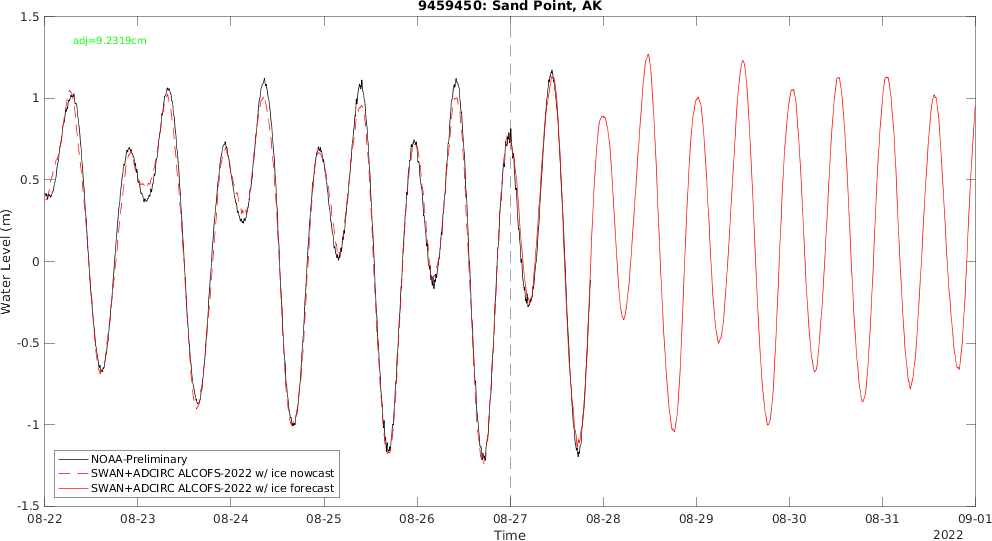 9459450: Sand Point, AK
adj=9.2319cm
1.5
1
0.5
0
-0.5
-1
-1.5
Water Level (m)
NOAA-Preliminary
SWAN+ADCIRC ALCOFS-2022 w/ ice nowcast
SWAN+ADCIRC ALCOFS-2022 w/ ice forecast
08-22 08-23 08-24 08-25 08-26 08-27 08-28 08-29 08-30 08-31 09-01
Time
2022